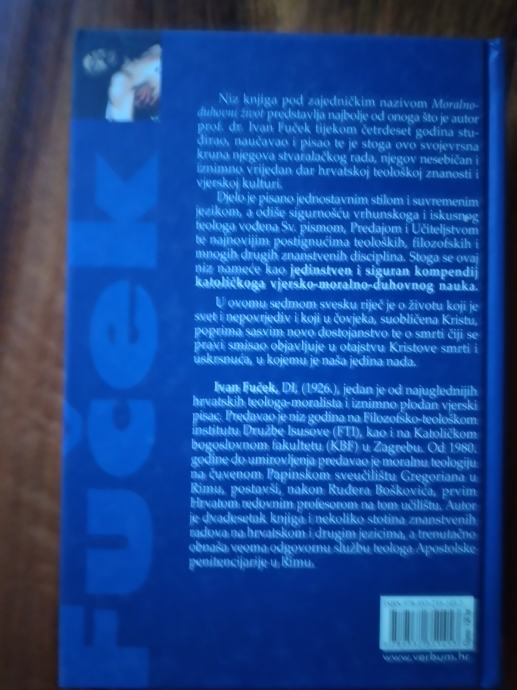 Fuček
Niz knjiga pod zajedničkim nazivom Moralno-
duhovni život predstavlja najbolje od onoga što je autor
prof. dr. Ivan Fuček tijekom četrdeset godina stu-
dirao, naučavao i pisao te je stoga ovo svojevrsna
kruna njegova stvaralačkog rada, njegov nesebičan i
iznimno vrijedan dar hrvatskoj teološkoj znanosti i
vjerskoj kulturi.
Djelo je pisano jednostavnim stilom i suvremenim
jezikom, a odiše sigurnošću vrhunskoga i iskusnog
teologa vođena Sv. pismom, Predajom i Učiteljstvom
te najnovijim postignućima teoloških, filozofskih i
mnogih drugih znanstvenih disciplina. Stoga se ovaj
niz nameće kao jedinstven i siguran kompendij
katoličkoga vjersko-moralno-duhovnog nauka.
U ovomu sedmom svesku riječ je o životu koji je
svet i nepovrjediv i koji u čovjeka, suobličena Kristu,
poprima sasvim novo dostojanstvo te o smrti čiji se
pravi smisao objavljuje u otajstvu Kristove smrti i
uskrsnuća, u kojemu je naša jedina nada.
Ivan Fuček, DI, (1926.), jedan je od najuglednijih
hrvatskih teologa-moralista i iznimno plodan vjerski
pisac. Predavao je niz godina na Filozofsko-teološkom
institutu Družbe Isusove (FTI), kao i na Katoličkom
bogoslovnom fakultetu (KBF) u Zagrebu. Od 1980.
godine do umirovljenja predavao je moralnu teologiju
na čuvenom Papinskom sveučilištu Gregoriana u
Rimu, postavši, nakon Ruđera Boškovića, prvim
Hrvatom redovnim profesorom na tom učilištu. Autor
je dvadesetak knjiga i nekoliko stotina znanstvenih
radova na hrvatskom i drugim jezicima, a trenutačno
obnaša veoma odgovornu službu teologa Apostolske
penitencijarije u Rimu.
www.verbum.hr